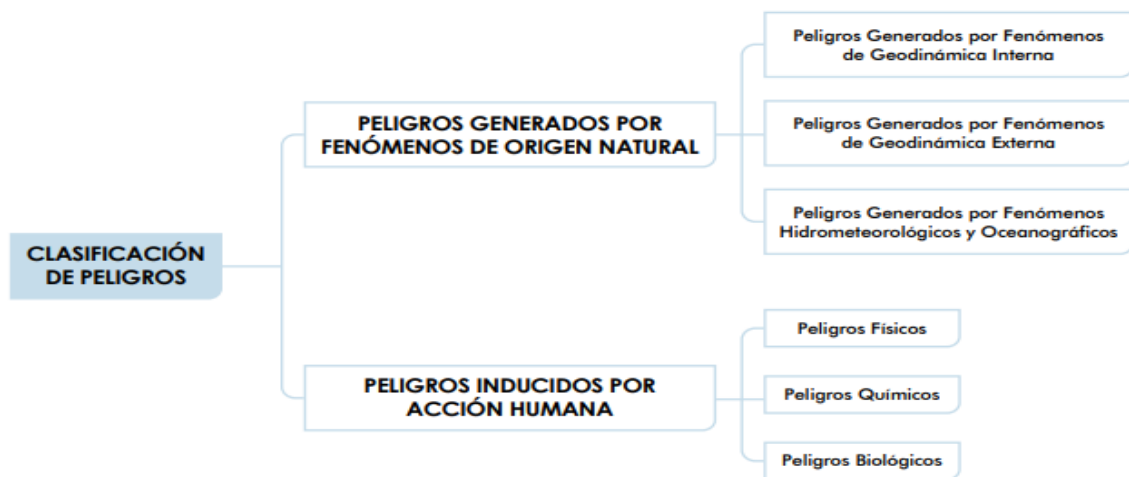 CLASIFICACIÓN
DE PELIGROS
PELIGROS GENERADOS POR
FENÓMENOS DE ORIGEN NATURAL
Peligros Generados por Fenómenos
de Geodinámica Interna
Peligros Generados por Fenómenos
de Geodinámica Externa
Peligros Generados por Fenómenos
Hidrometeorológicos y Oceanográficos
PELIGROS INDUCIDOS POR
ACCIÓN HUMANA
Peligros Físicos
Peligros Químicos
Peligros Biológicos